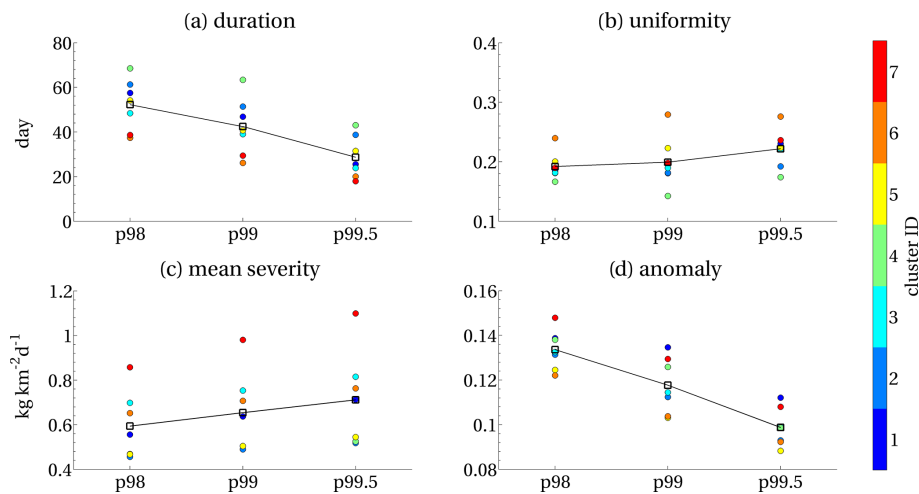 (a) duration
(b) uniformity
80
60
40
20
0
day
p98
p99
p99.5
0.4
0.3
0.2
0.1
p98
p99
p99.5
(c) mean severity
(d) anomaly
1.2
1
0.8
0.6
0.4
kg km⁻²d⁻¹
p98
p99
p99.5
0.16
0.14
0.12
0.1
0.08
p98
p99
p99.5
7
6
5
4
3
2
1
cluster ID